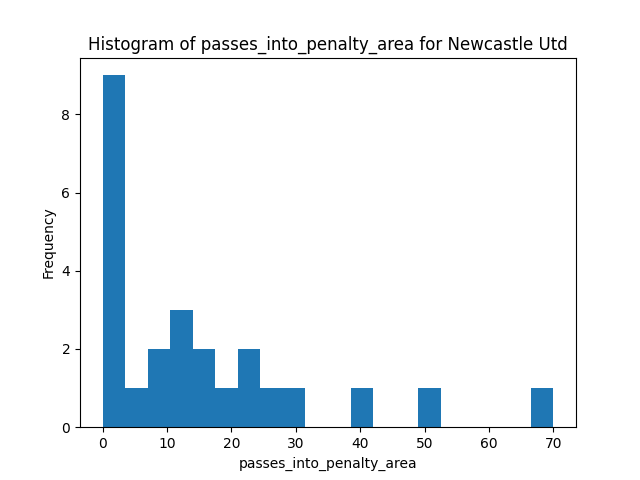 Histogram of passes_into_penalty_area for Newcastle Utd
8
6
4
2
0
Frequency
0 10 20 30 40 50 60 70
passes_into_penalty_area